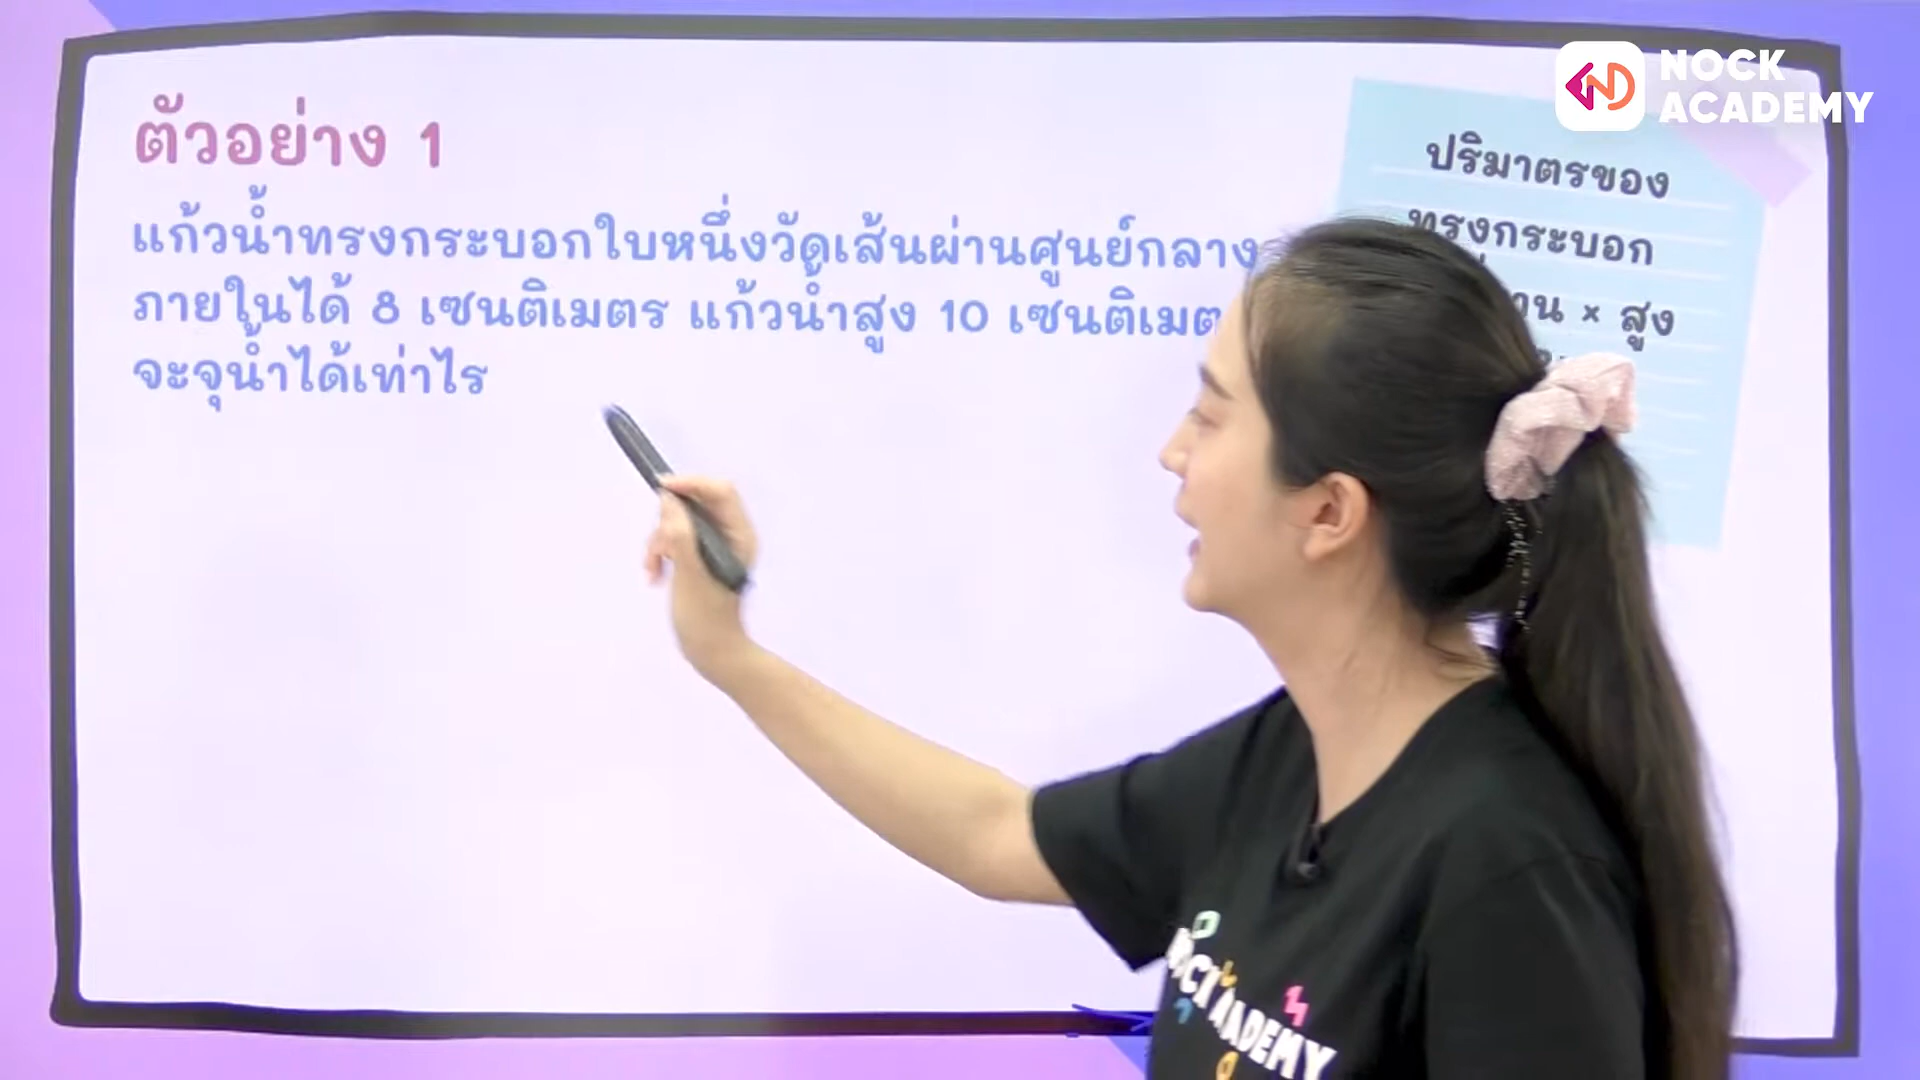 NOCK
ACADEMY
ตัวอย่าง 1
แก้วน้ำทรงกระบอกใบหนึ่งวัดเส้นผ่านศูนย์กลาง
ภายในได้ 8 เซนติเมตร แก้วน้ำสูง 10 เซนติเมต
จะจุน้ำได้เท่าไร
ปริมาตรของ
ทรงกระบอก
× สูง
NOCK ACADEMY